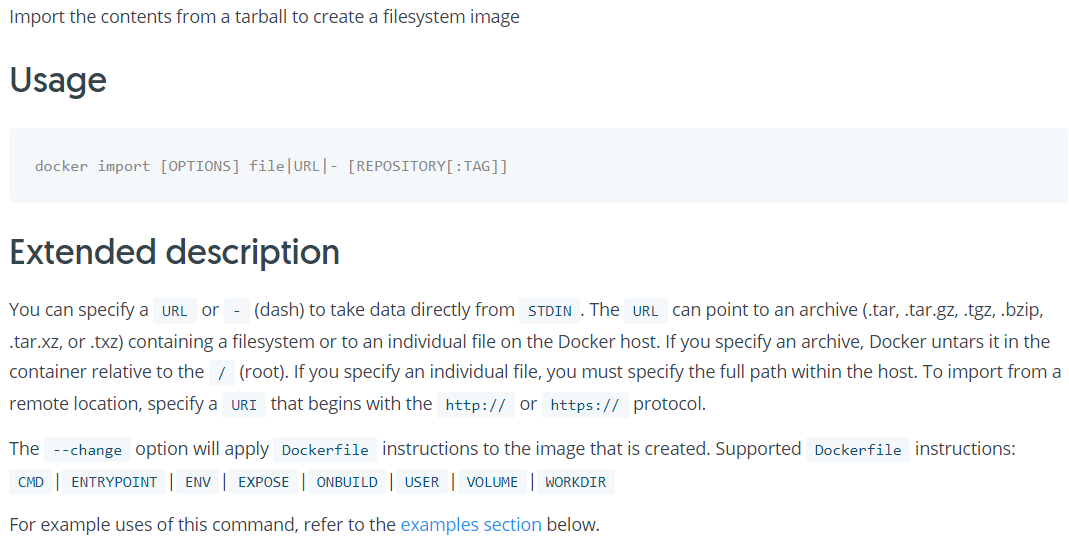 Import the contents from a tarball to create a filesystem image
Usage
docker import [OPTIONS] file|URL|- [REPOSITORY[:TAG]]
Extended description
You can specify a URL or - (dash) to take data directly from STDIN . The URL can point to an archive (.tar, .tar.gz, .tgz, .bzip,
.tar.xz, or .txz) containing a filesystem or to an individual file on the Docker host. If you specify an archive, Docker untars it in the
container relative to the / (root). If you specify an individual file, you must specify the full path within the host. To import from a
remote location, specify a URI that begins with the http:// or https:// protocol.
The --change option will apply Dockerfile instructions to the image that is created. Supported Dockerfile instructions:
CMD | ENTRYPOINT | ENV | EXPOSE | ONBUILD | USER | VOLUME | WORKDIR
For example uses of this command, refer to the examples section below.